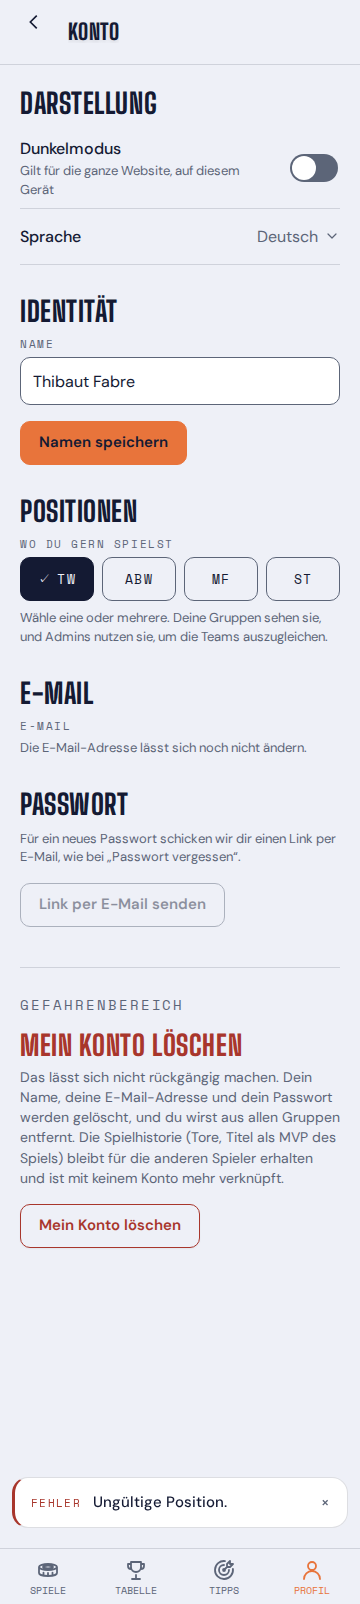 KONTO
DARSTELLUNG
Dunkelmodus
Gilt für die ganze Website, auf diesem
Gerät
Sprache
Deutsch
IDENTITÄT
NAME
Thibaut Fabre
Namen speichern
POSITIONEN
WO DU GERN SPIELST
✓ TW
ABW
MF
ST
Wähle eine oder mehrere. Deine Gruppen sehen sie,
und Admins nutzen sie, um die Teams auszugleichen.
E-MAIL
E-MAIL
Die E-Mail-Adresse lässt sich noch nicht ändern.
PASSWORT
Für ein neues Passwort schicken wir dir einen Link per
E-Mail, wie bei „Passwort vergessen“.
Link per E-Mail senden
GEFAHRENBEREICH
MEIN KONTO LÖSCHEN
Das lässt sich nicht rückgängig machen. Dein
Name, deine E-Mail-Adresse und dein Passwort
werden gelöscht, und du wirst aus allen Gruppen
entfernt. Die Spielhistorie (Tore, Titel als MVP des
Spiels) bleibt für die anderen Spieler erhalten
und ist mit keinem Konto mehr verknüpft.
Mein Konto löschen
FEHLER Ungültige Position. ×
SPIELE
TABELLE
TIPPS
PROFIL